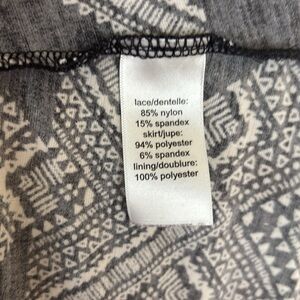 lace/dentelle:
85% nylon
15% spandex
skirt/jupe:
94% polyester
6% spandex
lining/doublure:
100% polyester